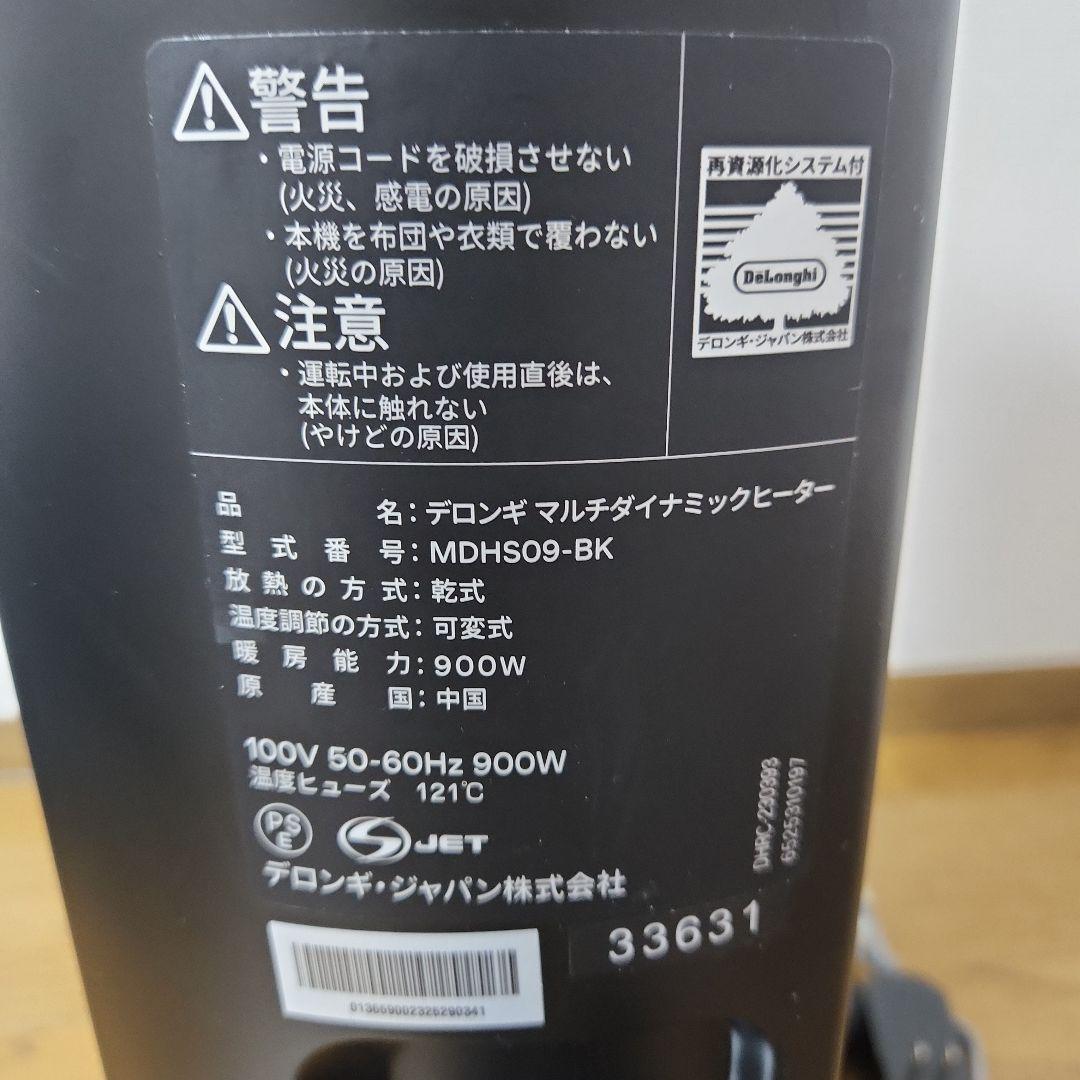 警告
・電源コードを破損させない
(火災、感電の原因)
・本機を布団や衣類で覆わない
(火災の原因)
注意
・運転中および使用直後は、
本体に触れない
(やけどの原因)
再資源化システム付
DeLonghi
デロンギ・ジャパン株式会社
品名：デロンギ マルチダイナミックヒーター
型式番号：MDHS09-BK
放熱の方式：乾式
温度調節の方式：可変式
暖房能力：900W
原産国：中国
100V 50-60Hz 900W
温度ヒューズ 121℃
PSE
JET
デロンギ・ジャパン株式会社
DHRC-230393
6525310197
33631
013659002325290341